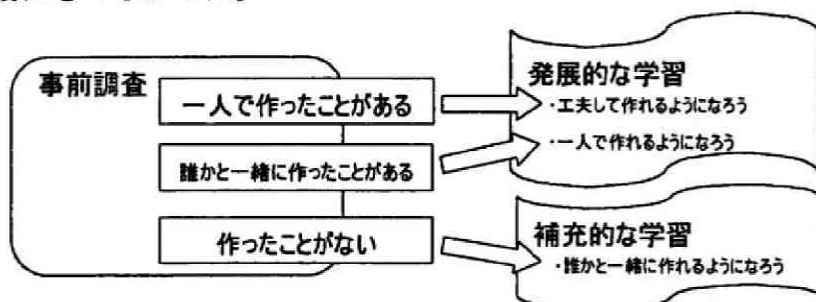 事前調査
一人で作ったことがある
誰かと一緒に作ったことがある
作ったことがない
発展的な学習
・工夫して作れるようになろう
・一人で作れるようになろう
補充的な学習
・誰かと一緒に作れるようになろう